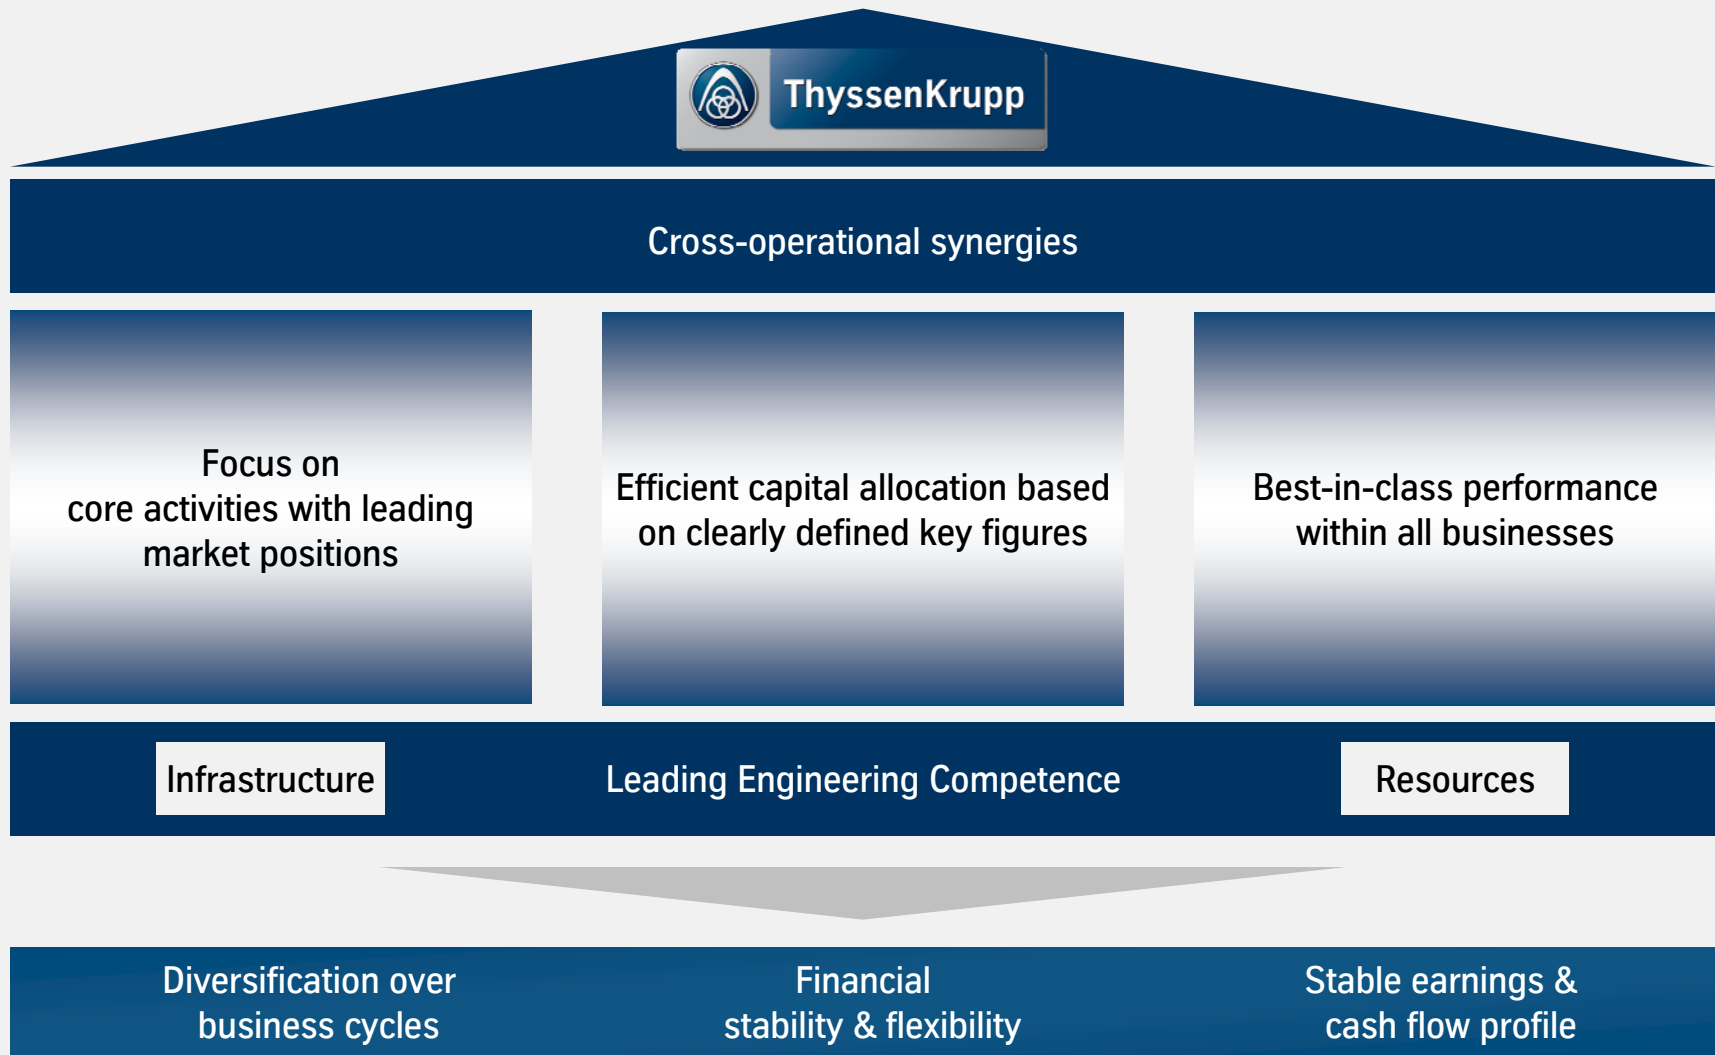 ThyssenKrupp
Cross-operational synergies
Focus on
core activities with leading
market positions
Efficient capital allocation based
on clearly defined key figures
Best-in-class performance
within all businesses
Infrastructure
Leading Engineering Competence
Resources
Diversification over
business cycles
Financial
stability & flexibility
Stable earnings &
cash flow profile